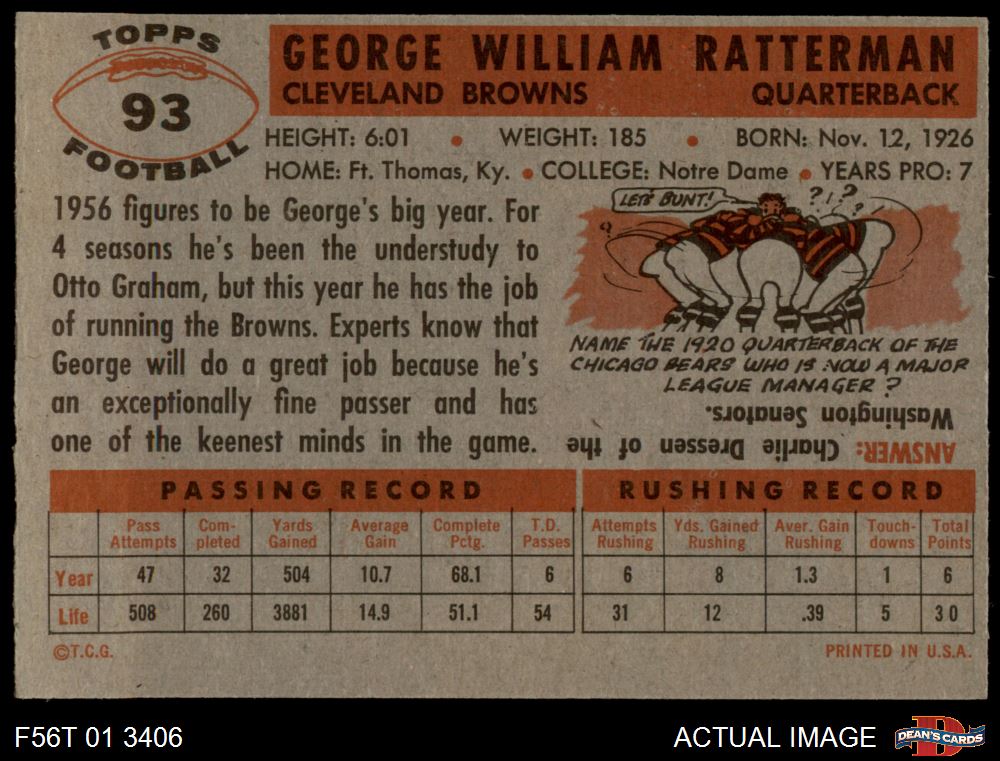 TOPPS
93
FOOTBALL
GEORGE WILLIAM RATTERMAN
CLEVELAND BROWNS QUARTERBACK
HEIGHT: 6:01 • WEIGHT: 185 • BORN: Nov. 12, 1926
HOME: Ft. Thomas, Ky. • COLLEGE: Notre Dame • YEARS PRO: 7
1956 figures to be George's big year. For
4 seasons he's been the understudy to
Otto Graham, but this year he has the job
of running the Browns. Experts know that
George will do a great job because he's
an exceptionally fine passer and has
one of the keenest minds in the game.
LET'S BUNT!
? ! ?
?
NAME THE 1920 QUARTERBACK OF THE
CHICAGO BEARS WHO IS NOW A MAJOR
LEAGUE MANAGER?
ANSWER: Charlie Dressen of the
Washington Senators.
PASSING RECORD
Pass Attempts Com-pleted Yards Gained Average Gain Complete Pctg. T.D. Passes
Year 47 32 504 10.7 68.1 6
Life 508 260 3881 14.9 51.1 54
RUSHING RECORD
Attempts Rushing Yds. Gained Rushing Aver. Gain Rushing Touch-downs Total Points
6 8 1.3 1 6
31 12 .39 5 30
©T.C.G. PRINTED IN U.S.A.
F56T 01 3406 ACTUAL IMAGE
D
DEAN'S CARDS